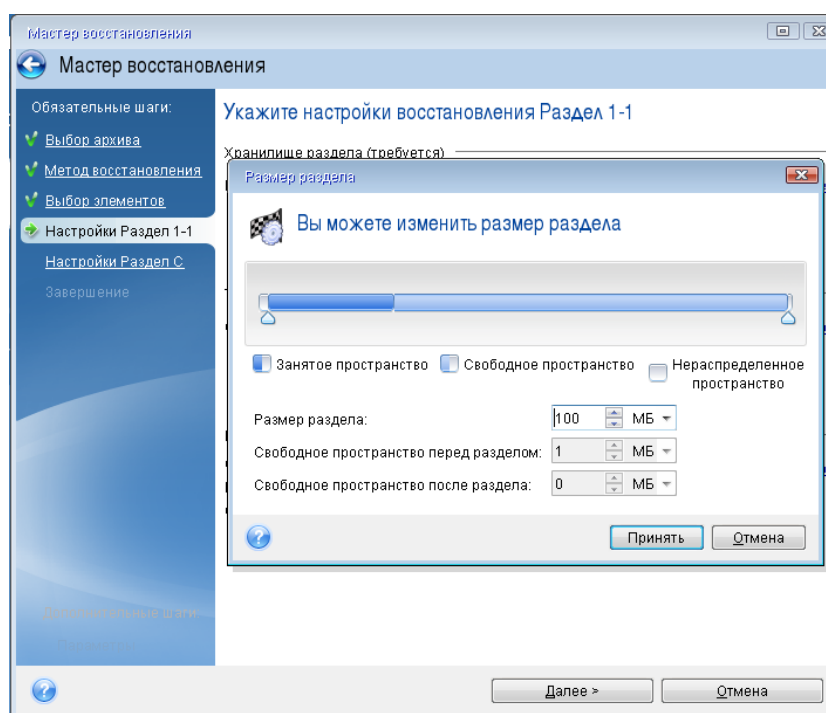 Мастер восстановления
Мастер восстановления
Обязательные шаги:
Выбор архива
Метод восстановления
Выбор элементов
Настройки Раздел 1-1
Настройки Раздел C
Завершение
Укажите настройки восстановления Раздел 1-1
Хранилище раздела (требуется)
Размер раздела
Вы можете изменить размер раздела
Занятое пространство Свободное пространство Нераспределенное
пространство
Размер раздела: 100 МБ
Свободное пространство перед разделом: 1 МБ
Свободное пространство после раздела: 0 МБ
Принять Отмена
шаги:
Далее > Отмена